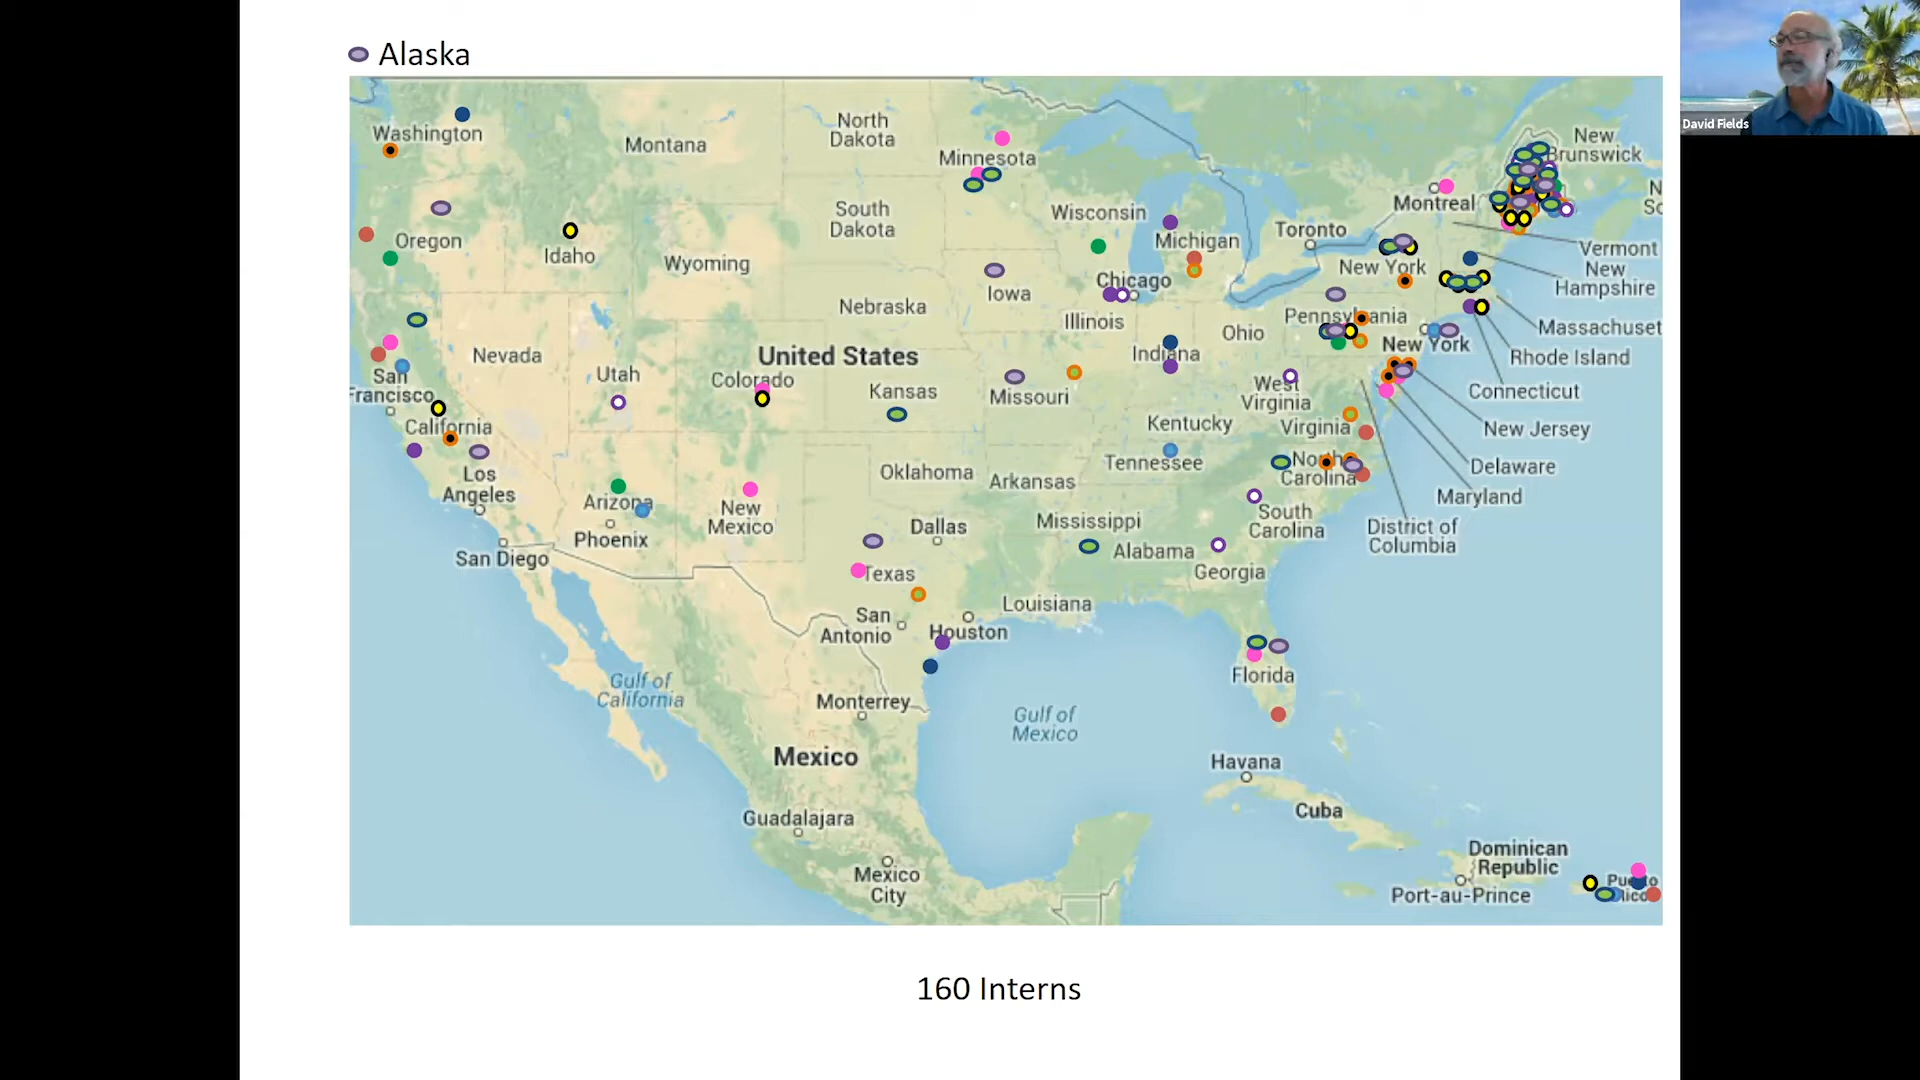 Alaska
David Fields
Washington
Montana
North
Dakota
Minnesota
New
Brunswick
N
Sc
Montreal
Oregon
Idaho
Wyoming
South
Dakota
Wisconsin
Michigan
Toronto
Vermont
New
Hampshire
New York
Iowa
Chicago
Nebraska
Illinois
Ohio
Pennsylvania
Massachuset
New York
Rhode Island
Nevada
United States
Indiana
Utah
Colorado
Kansas
Missouri
West
Virginia
Connecticut
San
Francisco
California
Kentucky
Virginia
New Jersey
Tennessee
North
Carolina
Delaware
Los
Angeles
Oklahoma
Arkansas
Maryland
Arizona
New
Mexico
Dallas
Mississippi
South
Carolina
District of
Columbia
Phoenix
San Diego
Alabama
Georgia
Texas
Louisiana
San
Antonio
Houston
Florida
Gulf of
California
Monterrey
Gulf of
Mexico
Mexico
Havana
Cuba
Guadalajara
Dominican
Republic
Mexico
City
Port-au-Prince
Puerto
Rico
160 Interns